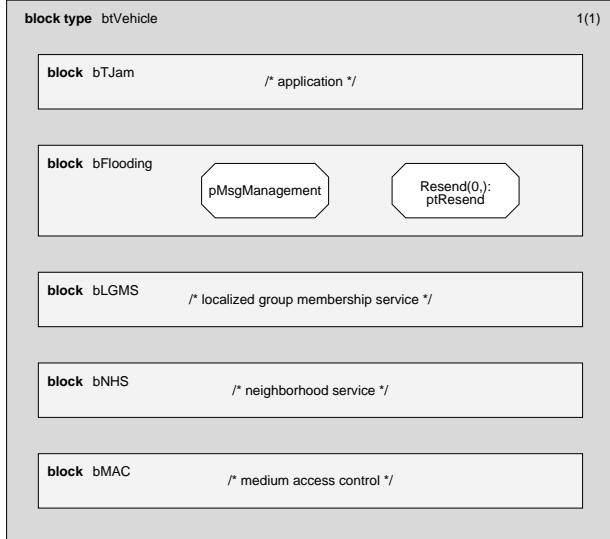 block type btVehicle 1(1)
block bTJam
/* application */
block bFlooding
pMsgManagement
Resend(0,):
ptResend
block bLGMS
/* localized group membership service */
block bNHS
/* neighborhood service */
block bMAC
/* medium access control */